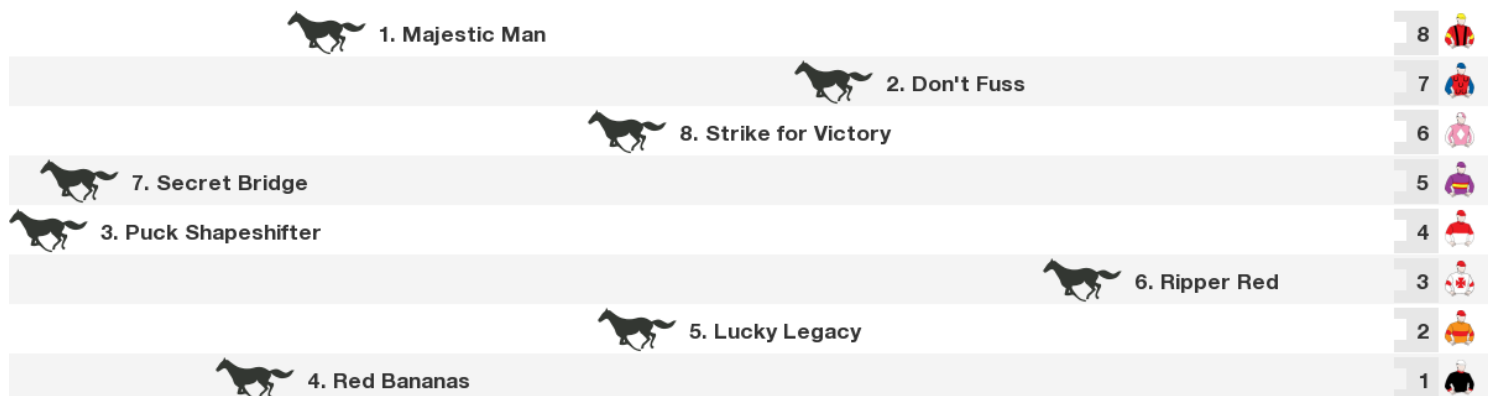 1. Majestic Man 8
2. Don't Fuss 7
8. Strike for Victory 6
7. Secret Bridge 5
3. Puck Shapeshifter 4
6. Ripper Red 3
5. Lucky Legacy 2
4. Red Bananas 1